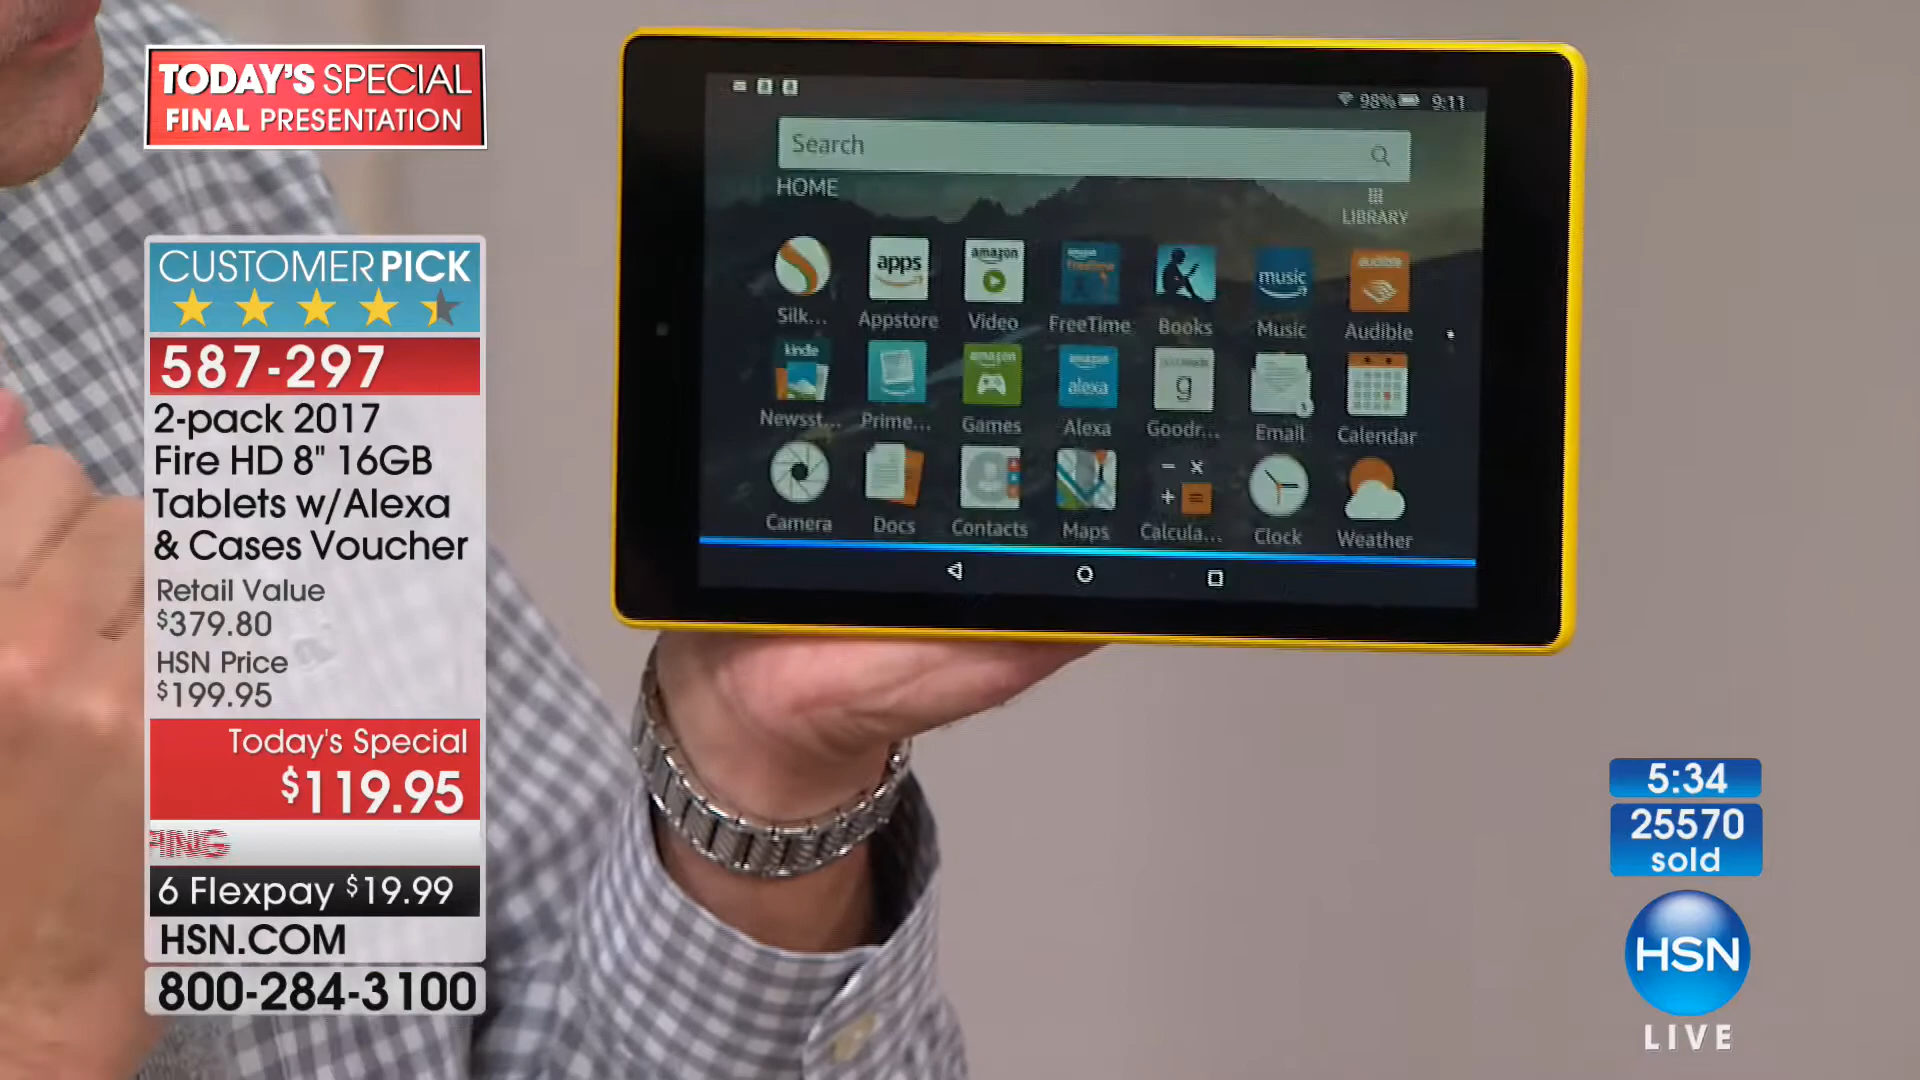 TODAY'S SPECIAL
FINAL PRESENTATION
CUSTOMER PICK
587-297
2-pack 2017
Fire HD 8" 16GB
Tablets w/Alexa
& Cases Voucher
Retail Value
$379.80
HSN Price
$199.95
Today's Special
$119.95
PING
6 Flexpay $19.99
HSN.COM
800-284-3100
98% 9:11
Search
HOME
LIBRARY
apps
amazon
amazon
freetime
music
audible
Silk...
Appstore
Video
FreeTime
Books
Music
Audible
kindle
amazon
amazon
alexa
g
Newsst...
Prime...
Games
Alexa
Goodr...
Email
Calendar
Camera
Docs
Contacts
Maps
Calcula...
Clock
Weather
5:34
25570
sold
HSN
LIVE